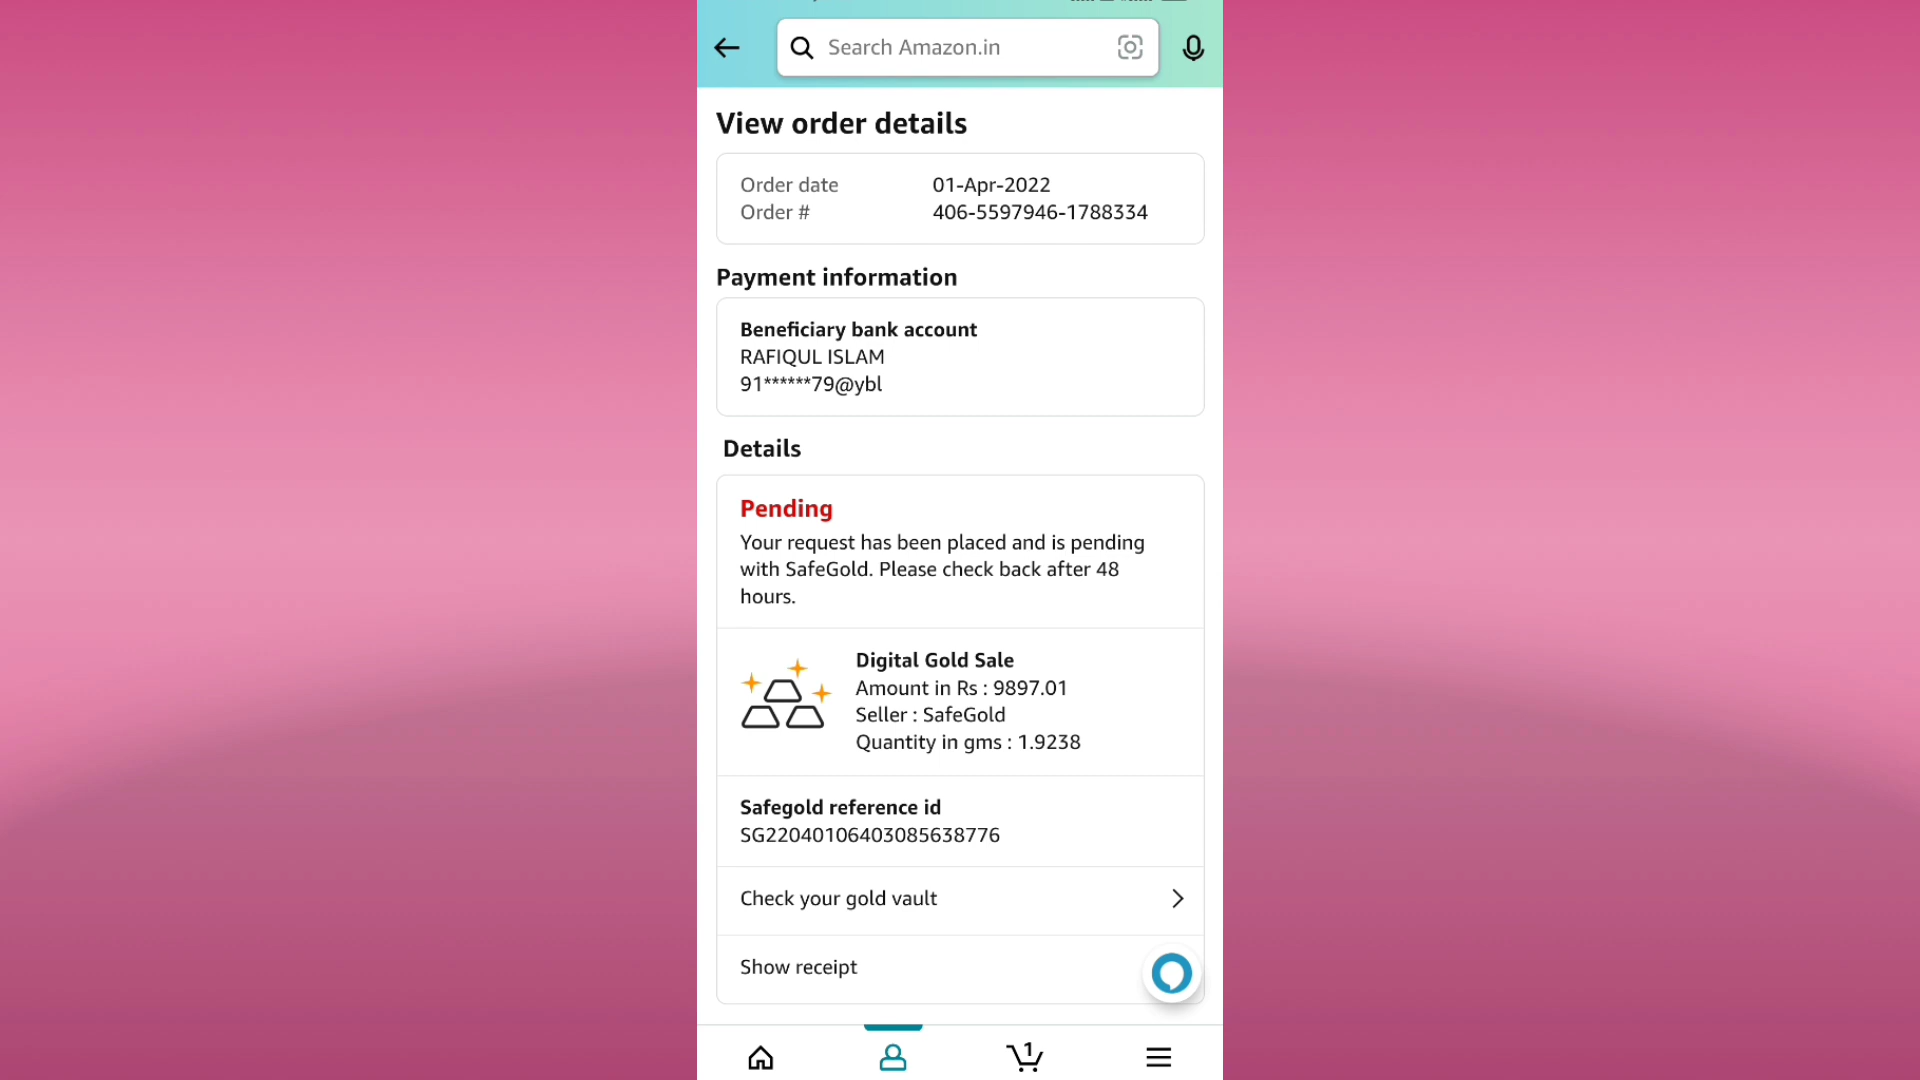 Search Amazon.in
View order details
Order date 01-Apr-2022
Order # 406-5597946-1788334
Payment information
Beneficiary bank account
RAFIQUL ISLAM
91******79@ybl
Details
Pending
Your request has been placed and is pending
with SafeGold. Please check back after 48
hours.
Digital Gold Sale
Amount in Rs : 9897.01
Seller : SafeGold
Quantity in gms : 1.9238
Safegold reference id
SG22040106403085638776
Check your gold vault
Show receipt
1